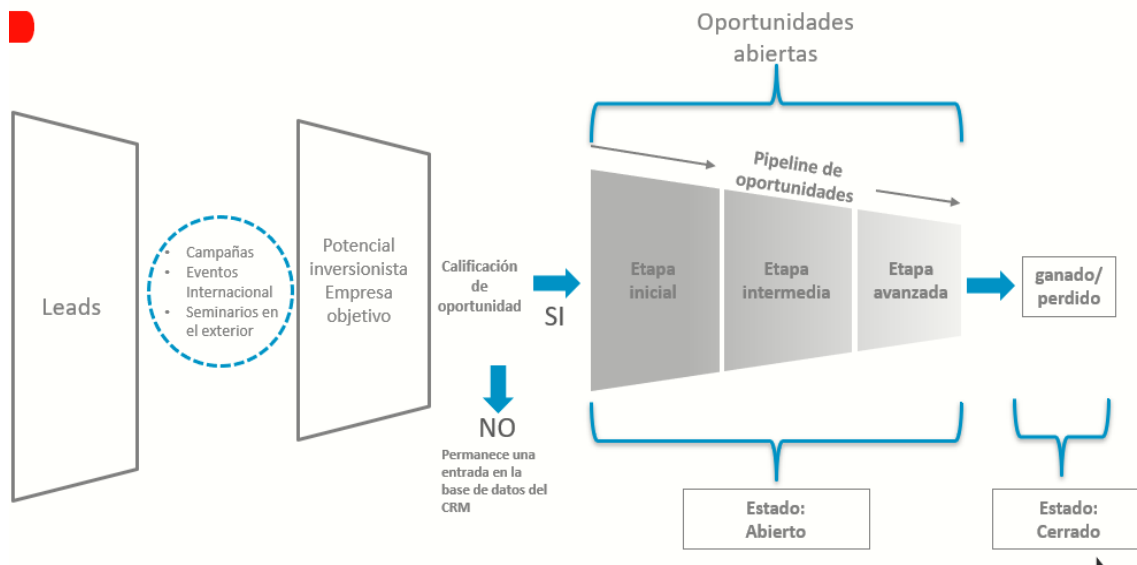 Oportunidades
abiertas
Pipeline de
oportunidades
Leads
• Campañas
• Eventos
Internacional
• Seminarios en
el exterior
Potencial
inversionista
Empresa
objetivo
Calificación
de
oportunidad
SI
NO
Permanece una
entrada en la
base de datos del
CRM
Etapa
inicial
Etapa
intermedia
Etapa
avanzada
ganado/
perdido
Estado:
Abierto
Estado:
Cerrado